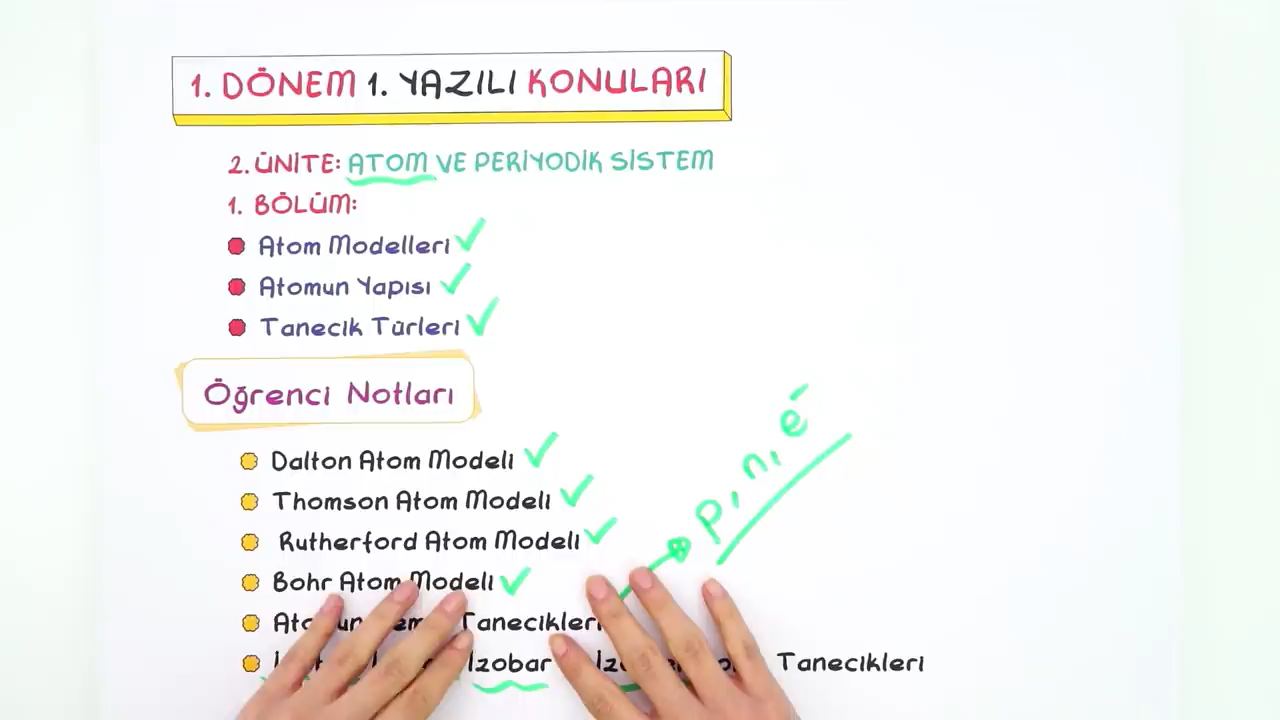 1. DÖNEM 1. YAZILI KONULARI
2. ÜNİTE: ATOM VE PERİYODİK SİSTEM
1. BÖLÜM:
Atom Modelleri
Atomun Yapısı
Tanecik Türleri
Öğrenci Notları
Dalton Atom Modeli
Thomson Atom Modeli
Rutherford Atom Modeli
p, n, e⁻
Bohr Atom Modeli
Tanecikleri
İzobar Tanecikleri